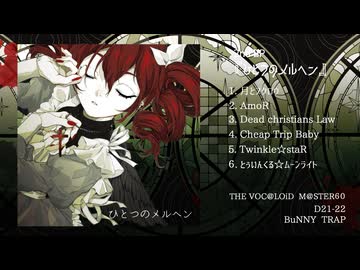 『ひとつのメルヘン』
1. 月とフクロウ
2. AmoR
3. Dead christians Law
4. Cheap Trip Baby
5. Twinkle☆staR
6. とぅいんくる☆ムーンライト
ひとつのメルヘン
THE VOC@LOiD M@STER60
D21-22
BuNNY TRAP